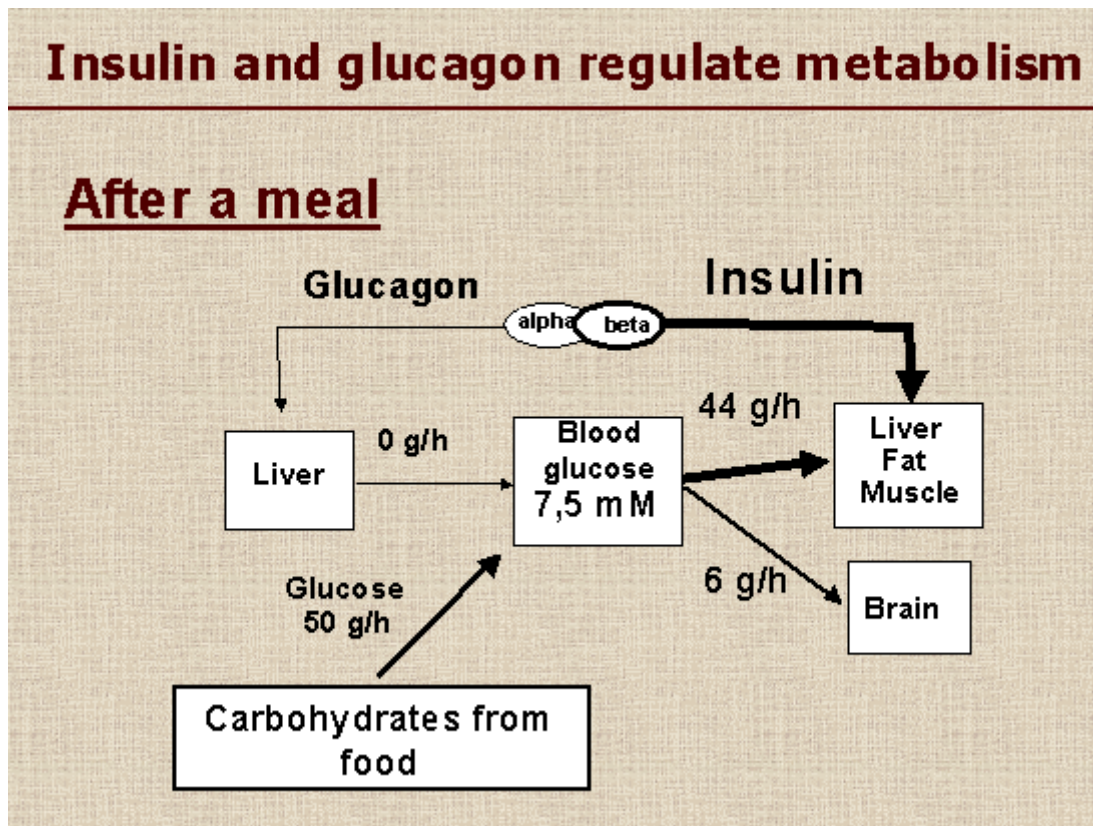 Insulin and glucagon regulate metabolism
After a meal
Glucagon
Insulin
alpha
beta
44 g/h
0 g/h
Liver
Blood
glucose
7,5 mM
Liver
Fat
Muscle
Glucose
50 g/h
6 g/h
Brain
Carbohydrates from
food